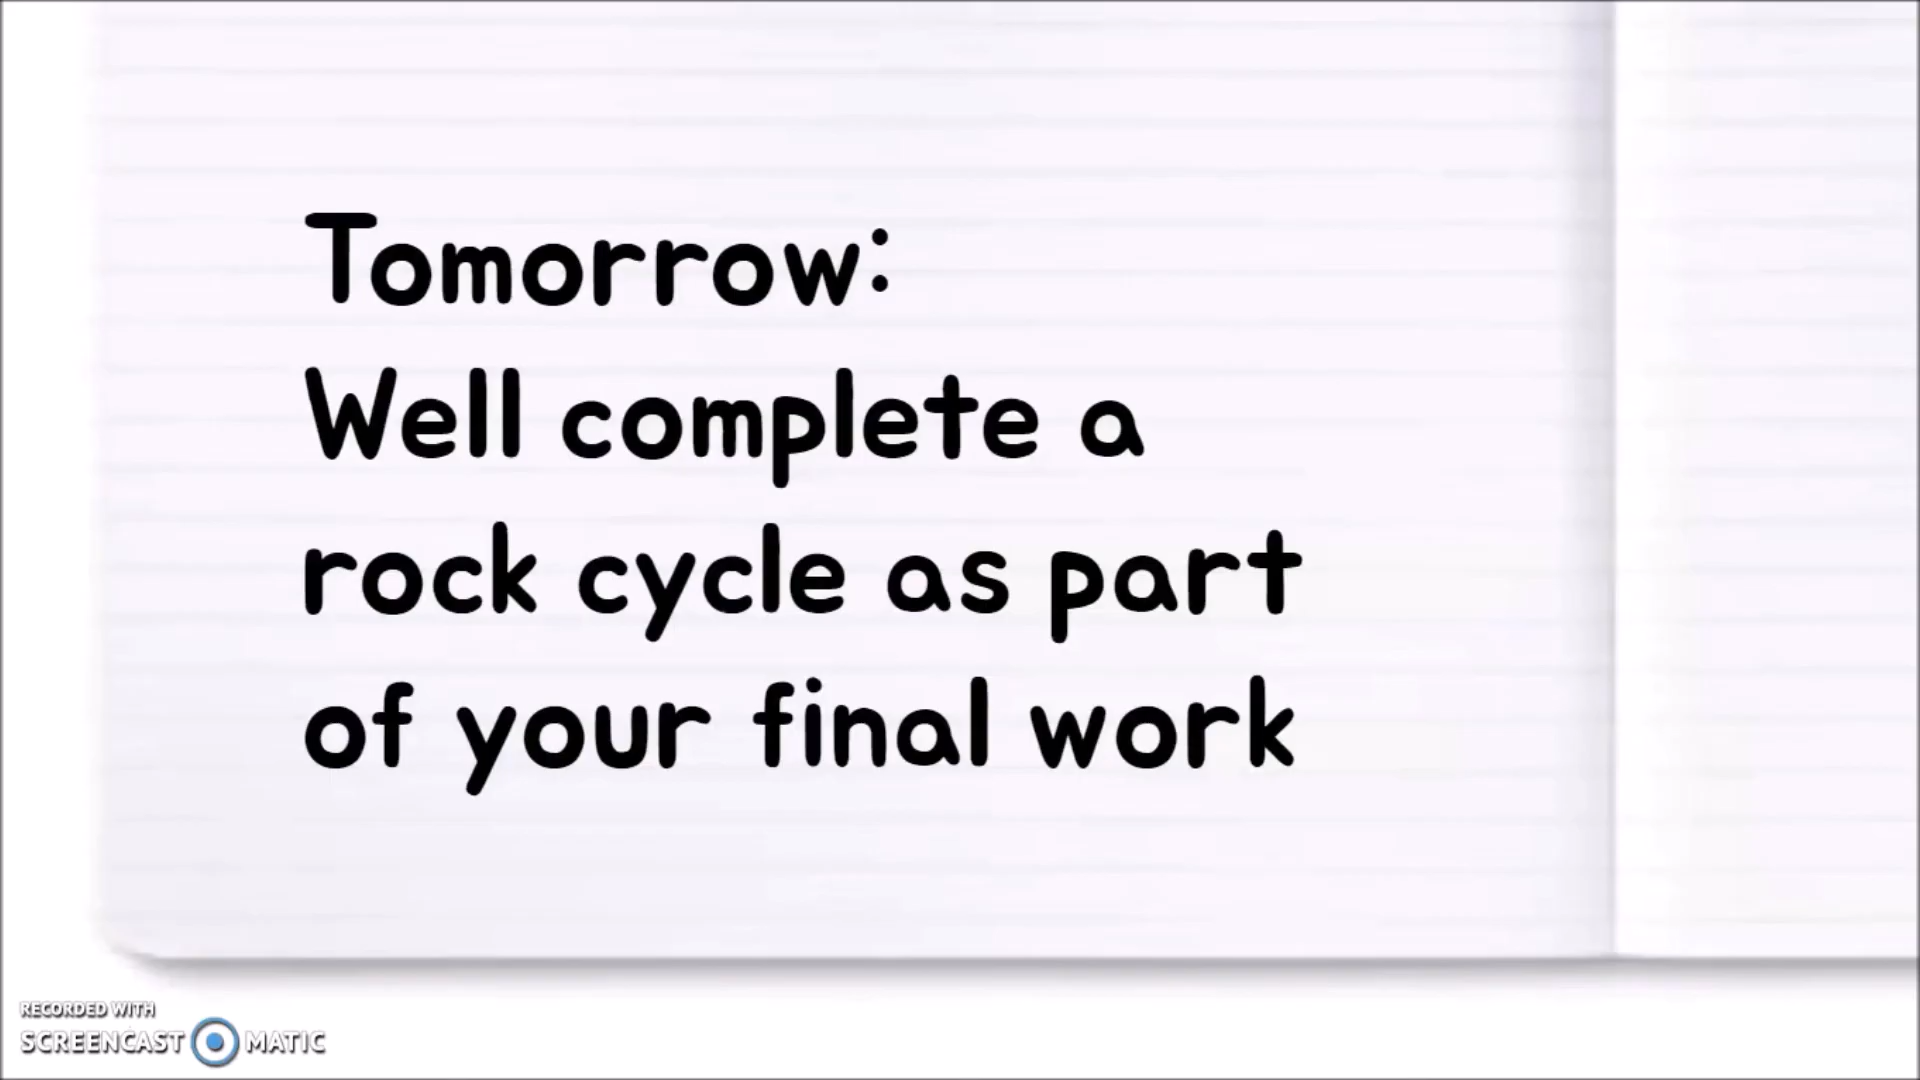 Tomorrow:
Well complete a
rock cycle as part
of your final work
RECORDED WITH
SCREENCAST MATIC